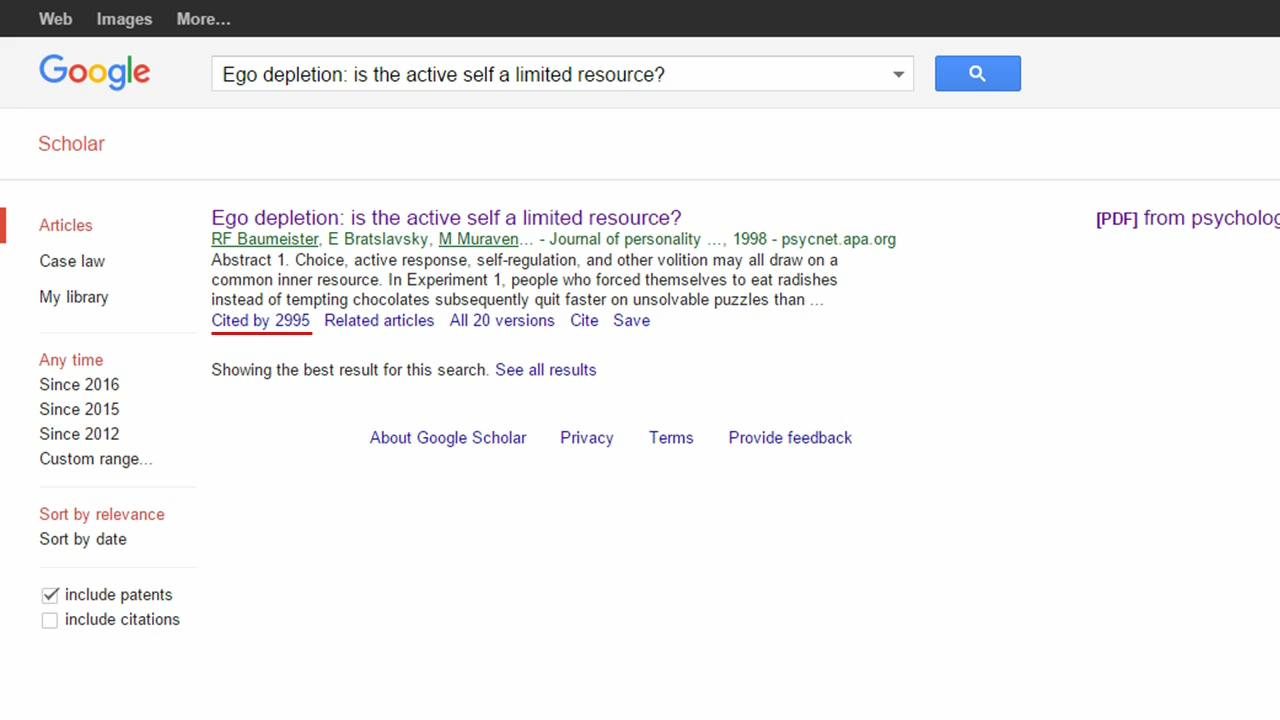 Web Images More...
Google
Ego depletion: is the active self a limited resource?
Scholar
Articles
Case law
My library
Any time
Since 2016
Since 2015
Since 2012
Custom range...
Sort by relevance
Sort by date
include patents
include citations
Ego depletion: is the active self a limited resource?
[PDF] from psycholog
RF Baumeister, E Bratslavsky, M Muraven... - Journal of personality ..., 1998 - psycnet.apa.org
Abstract 1. Choice, active response, self-regulation, and other volition may all draw on a
common inner resource. In Experiment 1, people who forced themselves to eat radishes
instead of tempting chocolates subsequently quit faster on unsolvable puzzles than ...
Cited by 2995 Related articles All 20 versions Cite Save
Showing the best result for this search. See all results
About Google Scholar Privacy Terms Provide feedback